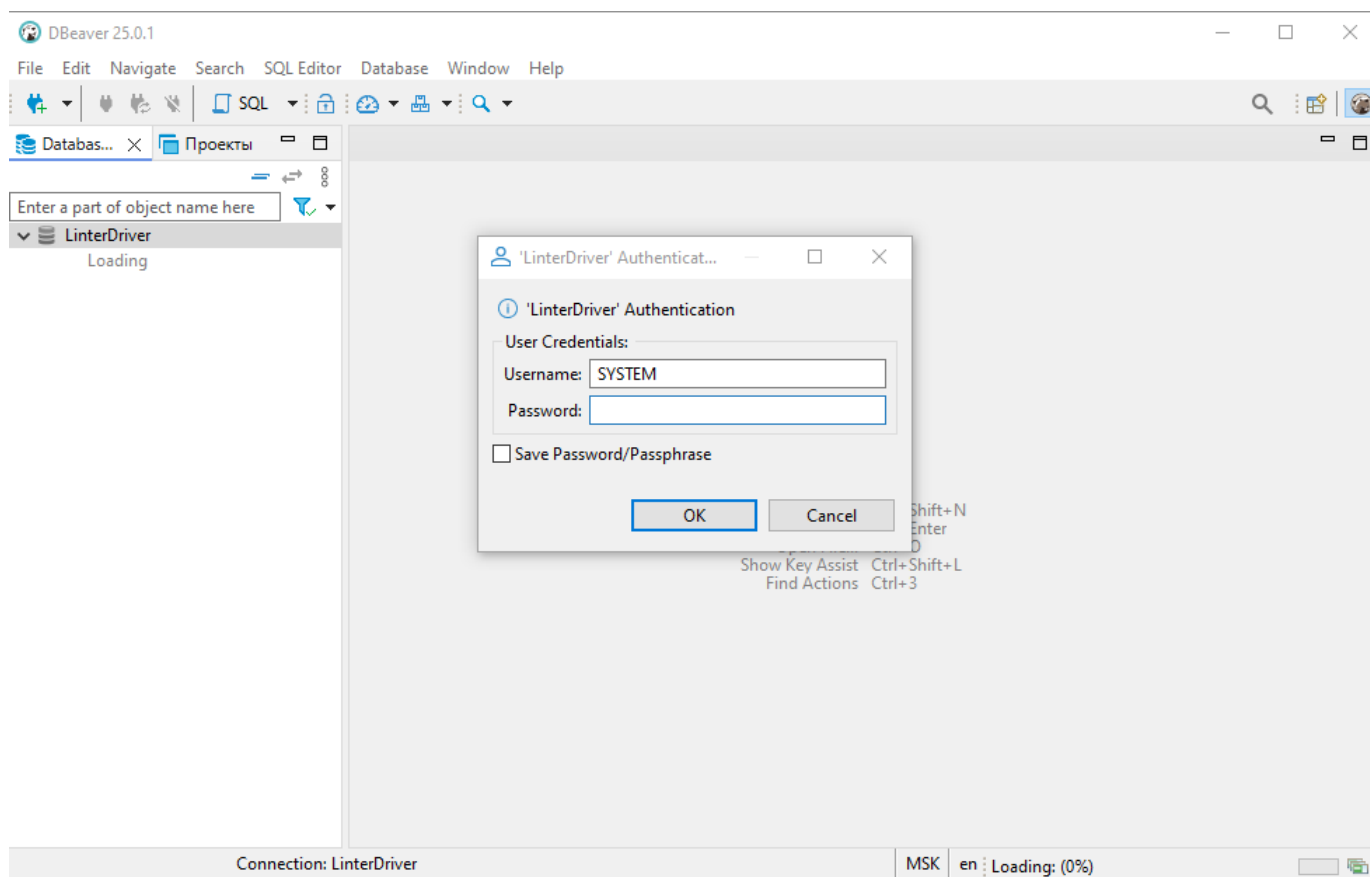 DBeaver 25.0.1
File Edit Navigate Search SQL Editor Database Window Help
SQL
Databas... Проекты
Enter a part of object name here
LinterDriver
Loading
'LinterDriver' Authenticat...
'LinterDriver' Authentication
User Credentials:
Username: SYSTEM
Password:
Save Password/Passphrase
OK Cancel
Shift+N
Enter
Show Key Assist Ctrl+Shift+L
Find Actions Ctrl+3
Connection: LinterDriver MSK en Loading: (0%)